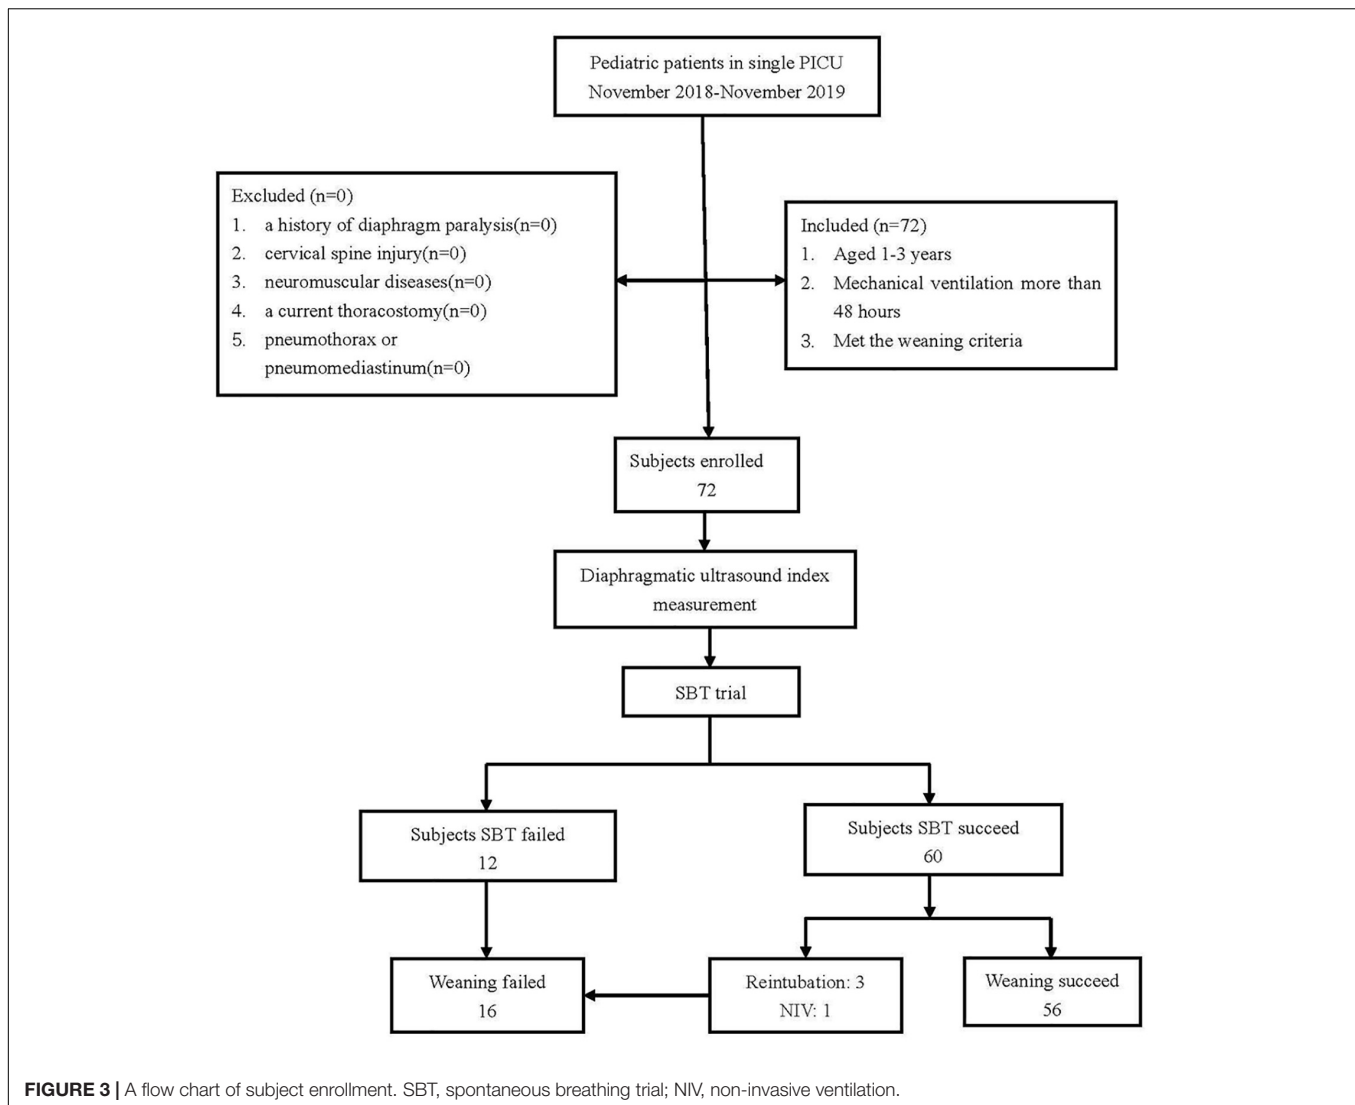 Pediatric patients in single PICU
November 2018-November 2019
Excluded (n=0)
1. a history of diaphragm paralysis(n=0)
2. cervical spine injury(n=0)
3. neuromuscular diseases(n=0)
4. a current thoracostomy(n=0)
5. pneumothorax or
pneumomediastinum(n=0)
Included (n=72)
1. Aged 1-3 years
2. Mechanical ventilation more than
48 hours
3. Met the weaning criteria
Subjects enrolled
72
Diaphragmatic ultrasound index
measurement
SBT trial
Subjects SBT failed
12
Subjects SBT succeed
60
Weaning failed
16
Reintubation: 3
NIV: 1
Weaning succeed
56
FIGURE 3 | A flow chart of subject enrollment. SBT, spontaneous breathing trial; NIV, non-invasive ventilation.